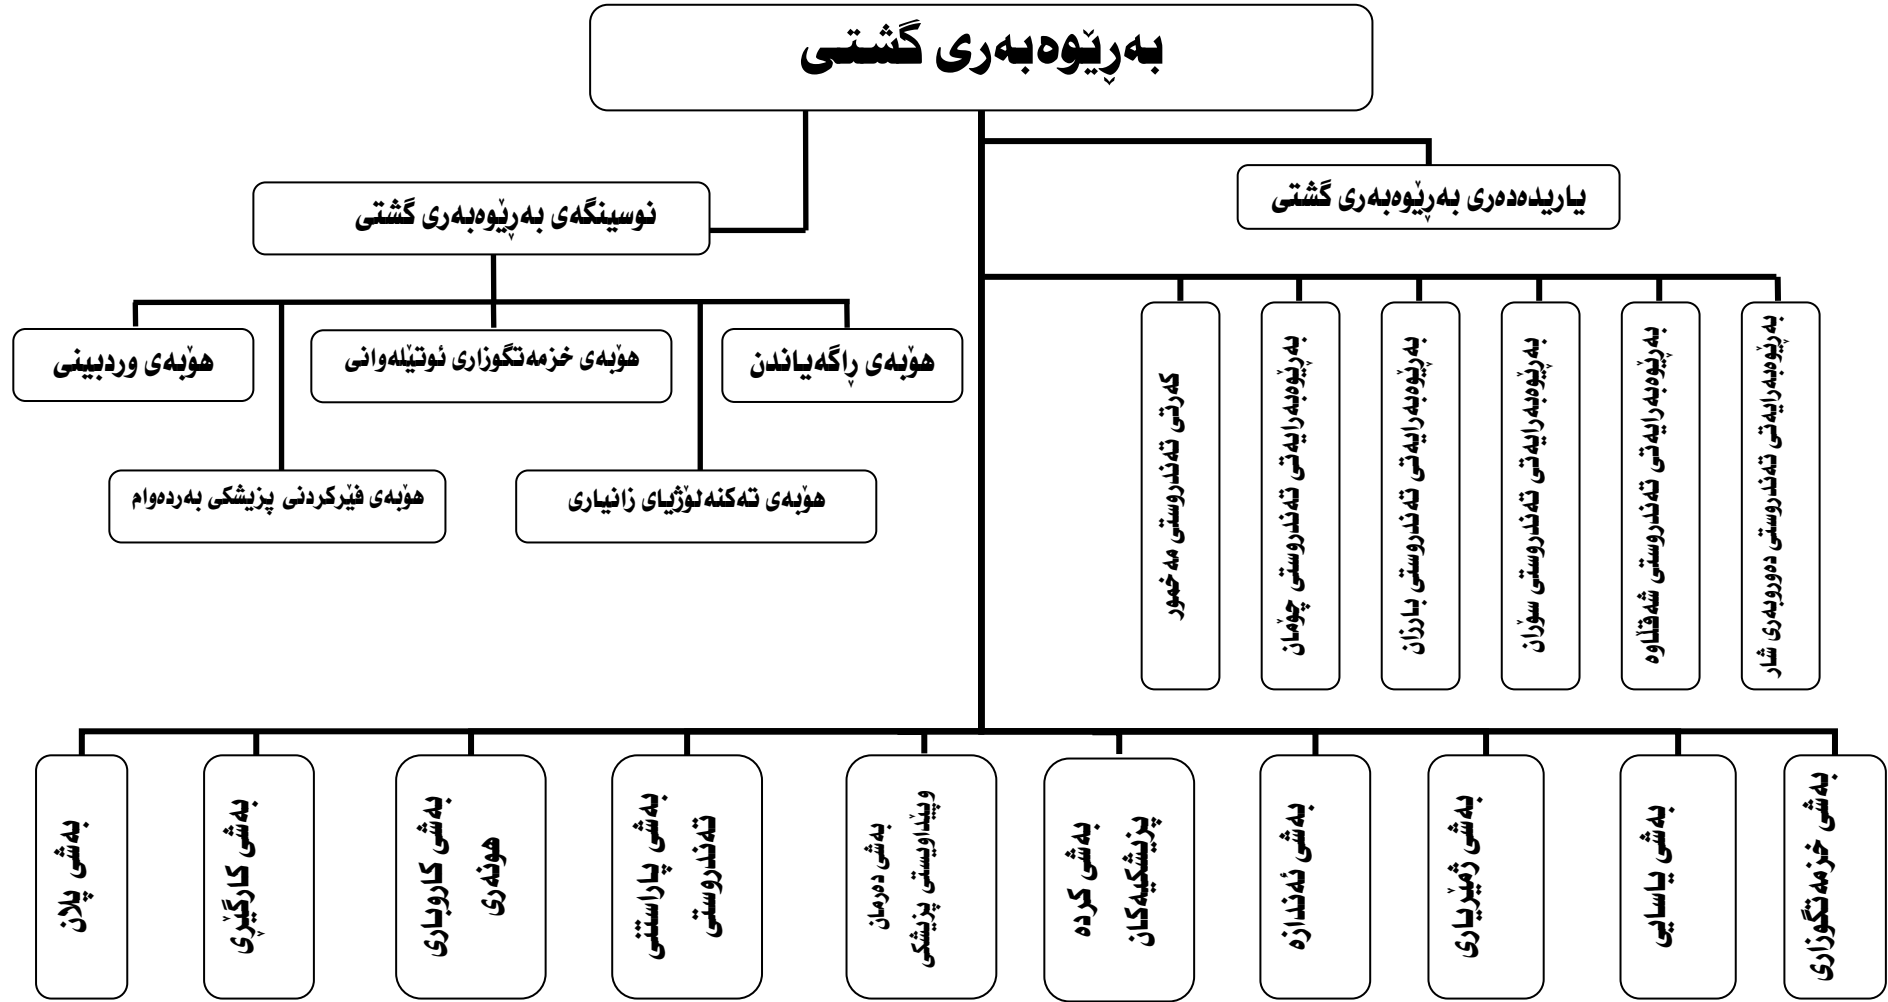 بەڕێوەبەری گشتی
یاریدەدەری بەڕێوەبەری گشتی
نوسینگەی بەڕێوەبەری گشتی
هۆبەی ڕاگەیاندن
هۆبەی خزمەتگوزاری ئوتێلەوانی
هۆبەی وردبینی
هۆبەی تەکنەلۆژیای زانیاری
هۆبەی فێرکردنی پزیشکی بەردەوام
بەڕێوەبەرایەتی تەندروستی دەوروبەری شار
بەڕێوەبەرایەتی تەندروستی شەقڵاوە
بەڕێوەبەرایەتی تەندروستی سۆران
بەڕێوەبەرایەتی تەندروستی بارزان
بەڕێوەبەرایەتی تەندروستی چۆمان
کەرتی تەندروستی مەخمور
بەشی خزمەتگوزاری
بەشی یاسایی
بەشی ژمێریاری
بەشی ئەندازە
بەشی کردە
پزیشکیەکان
بەشی دەرمان
وپێداویستی پزیشکی
بەشی پاراستنی
تەندروستی
بەشی کاروباری
هونەری
بەشی کارگێڕی
بەشی پلان